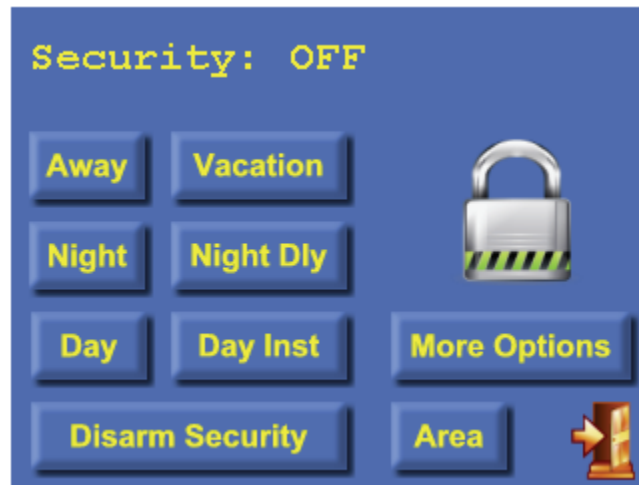 Security: OFF
Away
Vacation
Night
Night Dly
Day
Day Inst
More Options
Disarm Security
Area